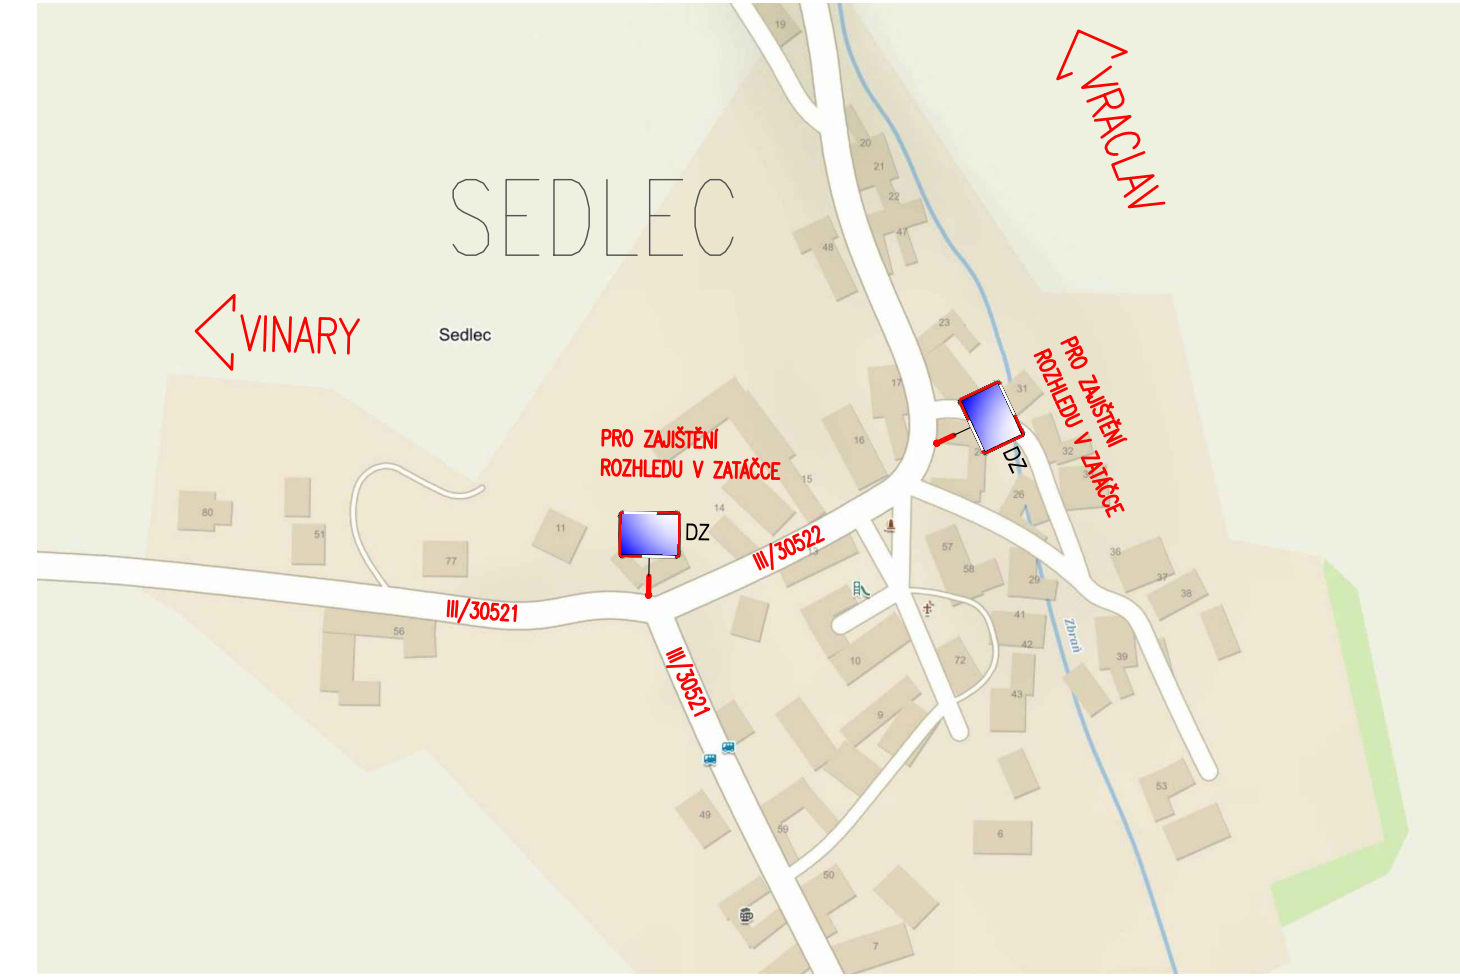 19
VRACLAV
20
21
22
47
48
SEDLEC
VINARY
Sedlec
23
17
31
PRO ZAJIŠTĚNÍ
ROZHLEDU V ZATÁČCE
DZ
32
26
PRO ZAJIŠTĚNÍ
ROZHLEDU V ZATÁČCE
DZ
16
15
14
13
11
80
51
77
56
III/30521
III/30522
III/30521
57
58
29
36
37
38
41
42
Zbraň
39
10
72
43
9
53
49
59
6
50
7